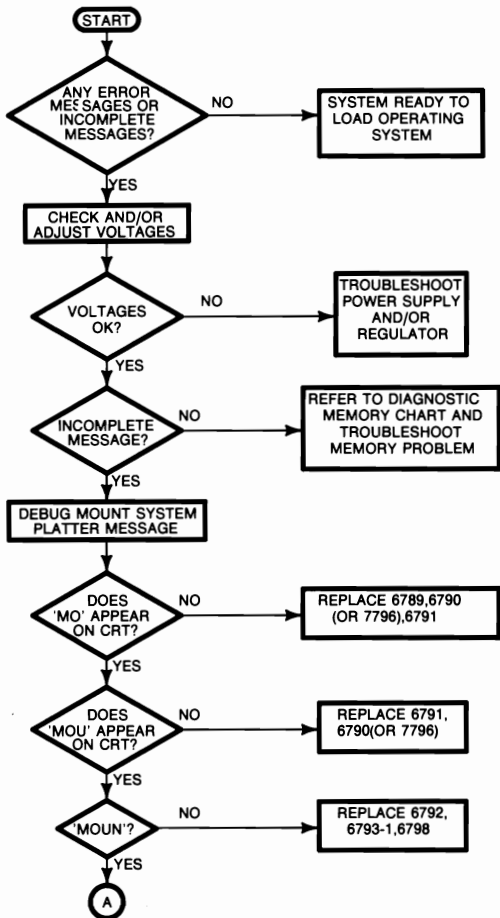 START
ANY ERROR
MESSAGES OR
INCOMPLETE
MESSAGES?
NO
SYSTEM READY TO
LOAD OPERATING
SYSTEM
YES
CHECK AND/OR
ADJUST VOLTAGES
VOLTAGES
OK?
NO
TROUBLESHOOT
POWER SUPPLY
AND/OR
REGULATOR
YES
INCOMPLETE
MESSAGE?
NO
REFER TO DIAGNOSTIC
MEMORY CHART AND
TROUBLESHOOT
MEMORY PROBLEM
YES
DEBUG MOUNT SYSTEM
PLATTER MESSAGE
DOES
'MO' APPEAR
ON CRT?
NO
REPLACE 6789,6790
(OR 7796),6791
YES
DOES
'MOU' APPEAR
ON CRT?
NO
REPLACE 6791,
6790(OR 7796)
YES
'MOUN'?
NO
REPLACE 6792,
6793-1,6798
YES
A